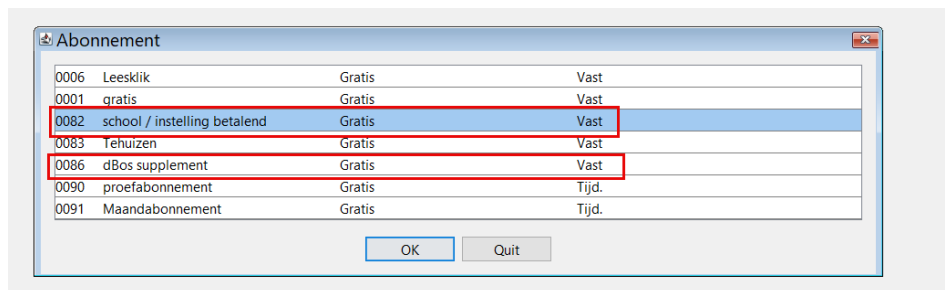 Abonnement
0006 Leesklik Gratis Vast
0001 gratis Gratis Vast
0082 school / instelling betalend Gratis Vast
0083 Tehuizen Gratis Vast
0086 dBos supplement Gratis Vast
0090 proefabonnement Gratis Tijd.
0091 Maandabonnement Gratis Tijd.
OK Quit